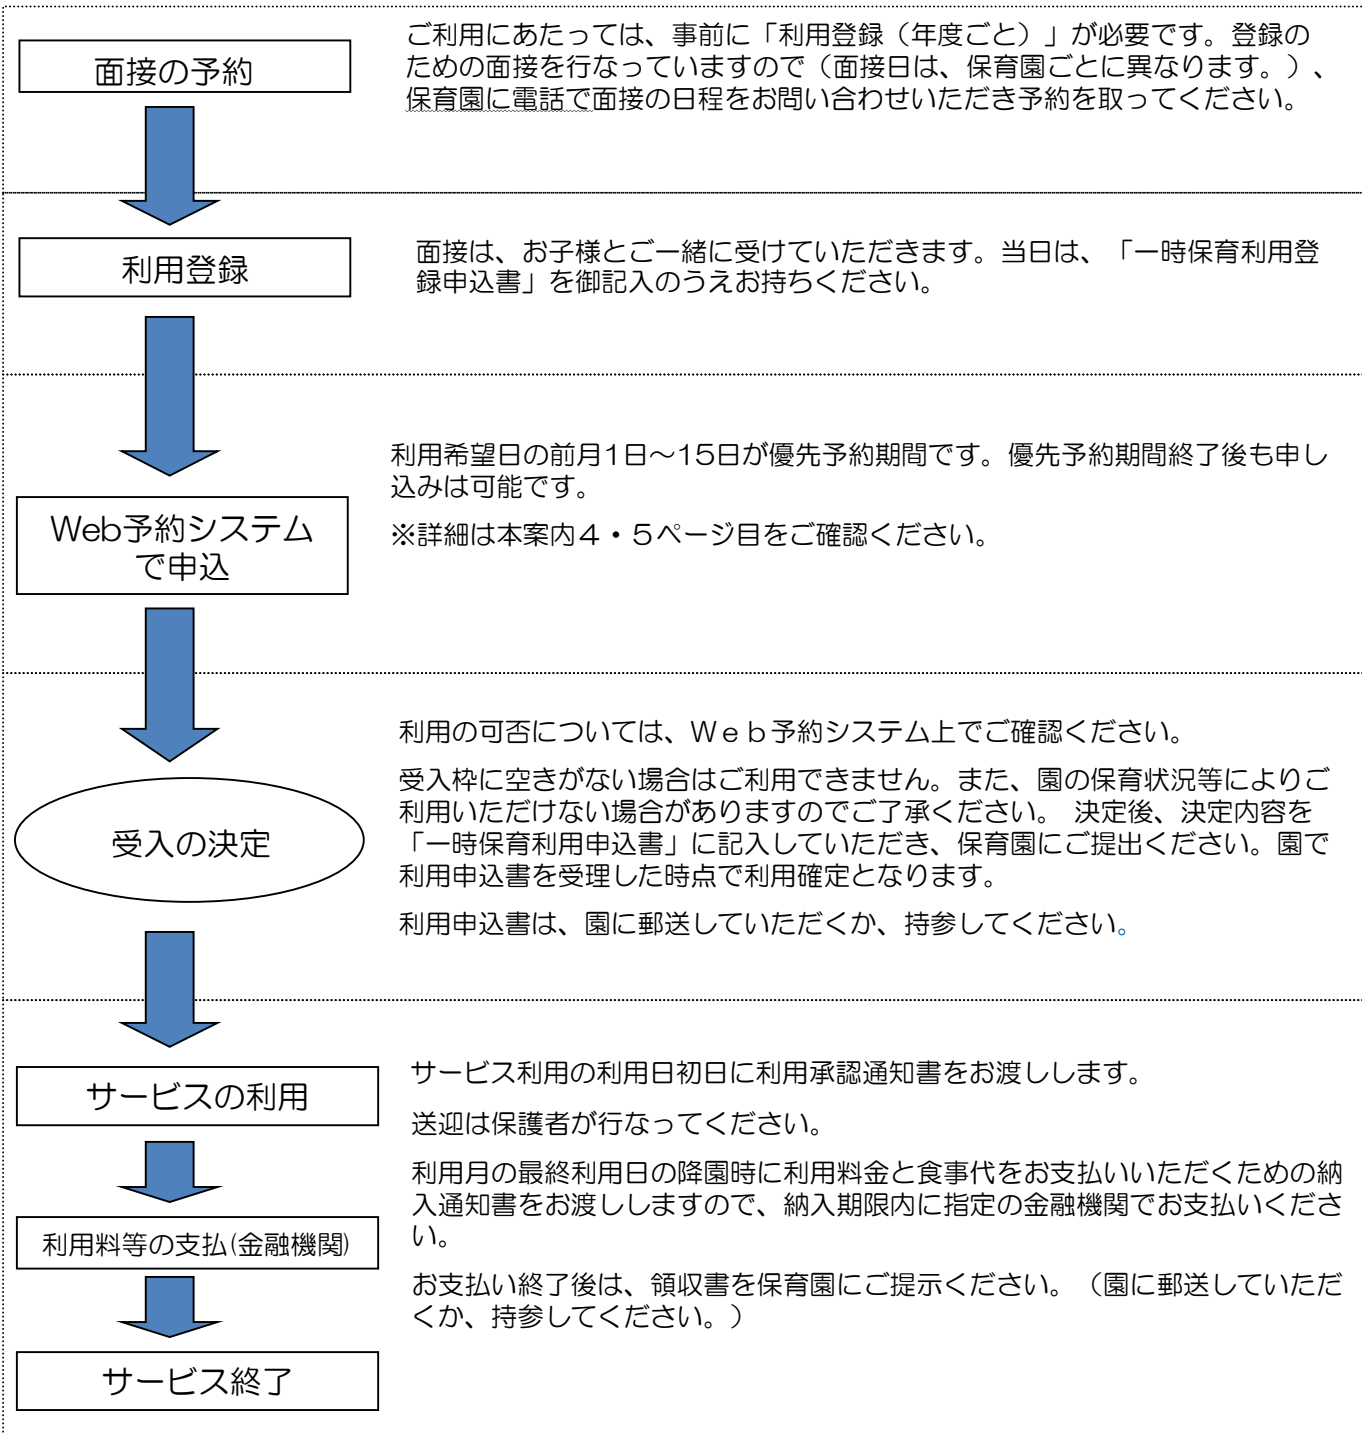 面接の予約
ご利用にあたっては、事前に「利用登録（年度ごと）」が必要です。登録の
ための面接を行なっていますので（面接日は、保育園ごとに異なります。）、
保育園に電話で面接の日程をお問い合わせいただき予約を取ってください。
利用登録
面接は、お子様とご一緒に受けていただきます。当日は、「一時保育利用登
録申込書」を御記入のうえお持ちください。
Web予約システム
で申込
利用希望日の前月1日～15日が優先予約期間です。優先予約期間終了後も申し
込みは可能です。
※詳細は本案内４・５ページ目をご確認ください。
受入の決定
利用の可否については、Ｗｅｂ予約システム上でご確認ください。
受入枠に空きがない場合はご利用できません。また、園の保育状況等によりご
利用いただけない場合がありますのでご了承ください。 決定後、決定内容を
「一時保育利用申込書」に記入していただき、保育園にご提出ください。園で
利用申込書を受理した時点で利用確定となります。
利用申込書は、園に郵送していただくか、持参してください。
サービスの利用
サービス利用の利用日初日に利用承認通知書をお渡しします。
送迎は保護者が行なってください。
利用月の最終利用日の降園時に利用料金と食事代をお支払いいただくための納
入通知書をお渡ししますので、納入期限内に指定の金融機関でお支払いくださ
い。
利用料等の支払(金融機関)
お支払い終了後は、領収書を保育園にご提示ください。（園に郵送していただ
くか、持参してください。）
サービス終了